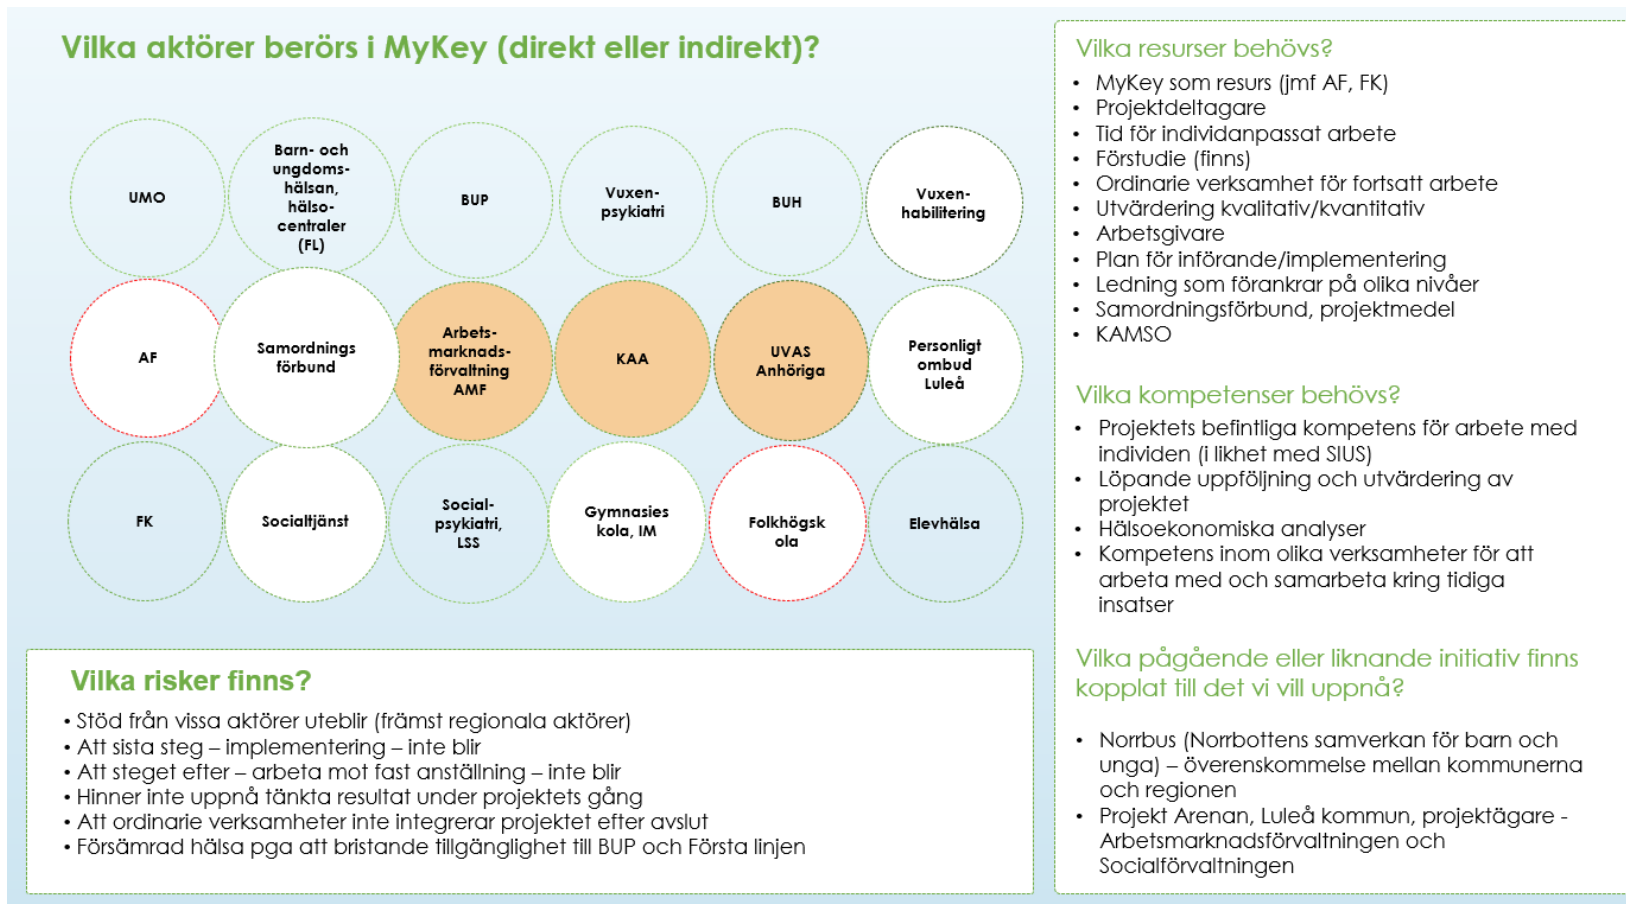 Vilka aktörer berörs i MyKey (direkt eller indirekt)?
UMO
Barn- och
ungdoms-
hälsan,
hälso-
centraler
(FL)
BUP
Vuxen-
psykiatri
BUH
Vuxen-
habilitering
AF
Samordnings
förbund
Arbets-
marknads-
förvaltning
AMF
KAA
UVAS
Anhöriga
Personligt
ombud
Luleå
FK
Socialtjänst
Social-
psykiatri,
LSS
Gymnasies
kola, IM
Folkhögsk
ola
Elevhälsa
Vilka risker finns?
• Stöd från vissa aktörer uteblir (främst regionala aktörer)
• Att sista steg – implementering – inte blir
• Att steget efter – arbeta mot fast anställning – inte blir
• Hinner inte uppnå tänkta resultat under projektets gång
• Att ordinarie verksamheter inte integrerar projektet efter avslut
• Försämrad hälsa pga att bristande tillgänglighet till BUP och Första linjen
Vilka resurser behövs?
• MyKey som resurs (jmf AF, FK)
• Projektdeltagare
• Tid för individanpassat arbete
• Förstudie (finns)
• Ordinarie verksamhet för fortsatt arbete
• Utvärdering kvalitativ/kvantitativ
• Arbetsgivare
• Plan för införande/implementering
• Ledning som förankrar på olika nivåer
• Samordningsförbund, projektmedel
• KAMSO
Vilka kompetenser behövs?
• Projektets befintliga kompetens för arbete med
individen (i likhet med SIUS)
• Löpande uppföljning och utvärdering av
projektet
• Hälsoekonomiska analyser
• Kompetens inom olika verksamheter för att
arbeta med och samarbeta kring tidiga
insatser
Vilka pågående eller liknande initiativ finns
kopplat till det vi vill uppnå?
• Norrbus (Norrbottens samverkan för barn och
unga) – överenskommelse mellan kommunerna
och regionen
• Projekt Arenan, Luleå kommun, projektägare -
Arbetsmarknadsförvaltningen och
Socialförvaltningen